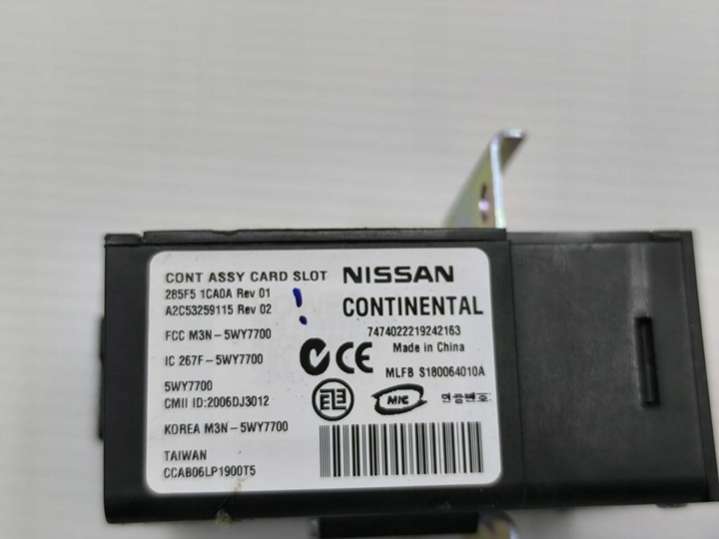 CONT ASSY CARD SLOT NISSAN
285F5 1CA0A Rev 01
A2C53259115 Rev 02
CONTINENTAL
7474022219242163
FCC M3N-5WY7700
Made in China
IC 267F-5WY7700
CE
MLFB S180064010A
5WY7700
CMII ID:2006DJ3012
MIC
KOREA M3N-5WY7700
TAIWAN
CCAB06LP1900T5